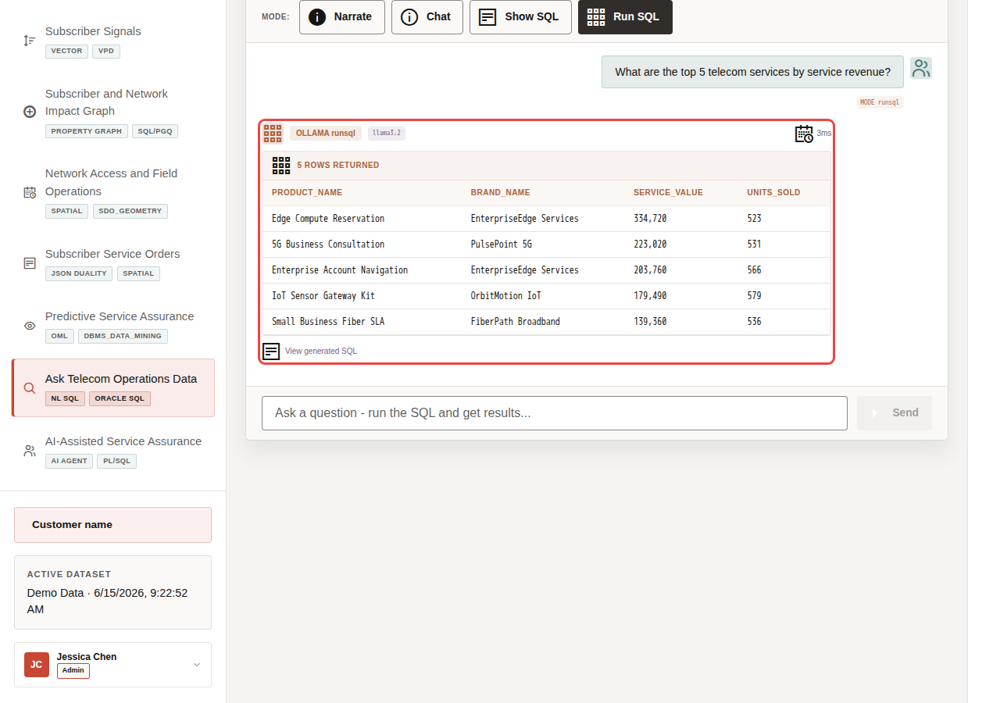 Subscriber Signals
VECTOR VPD
Subscriber and Network
Impact Graph
PROPERTY GRAPH SQL/PGQ
Network Access and Field
Operations
SPATIAL SDO_GEOMETRY
Subscriber Service Orders
JSON DUALITY SPATIAL
Predictive Service Assurance
OML DBMS_DATA_MINING
Ask Telecom Operations Data
NL SQL ORACLE SQL
AI-Assisted Service Assurance
AI AGENT PL/SQL
Customer name
ACTIVE DATASET
Demo Data · 6/15/2026, 9:22:52
AM
JC Jessica Chen
Admin
MODE: Narrate Chat Show SQL Run SQL
What are the top 5 telecom services by service revenue?
MODE runsql
OLLAMA runsql llama3.2 3ms
5 ROWS RETURNED
PRODUCT_NAME BRAND_NAME SERVICE_VALUE UNITS_SOLD
Edge Compute Reservation EnterpriseEdge Services 334,720 523
5G Business Consultation PulsePoint 5G 223,020 531
Enterprise Account Navigation EnterpriseEdge Services 203,760 566
IoT Sensor Gateway Kit OrbitMotion IoT 179,490 579
Small Business Fiber SLA FiberPath Broadband 139,360 536
View generated SQL
Ask a question - run the SQL and get results... Send